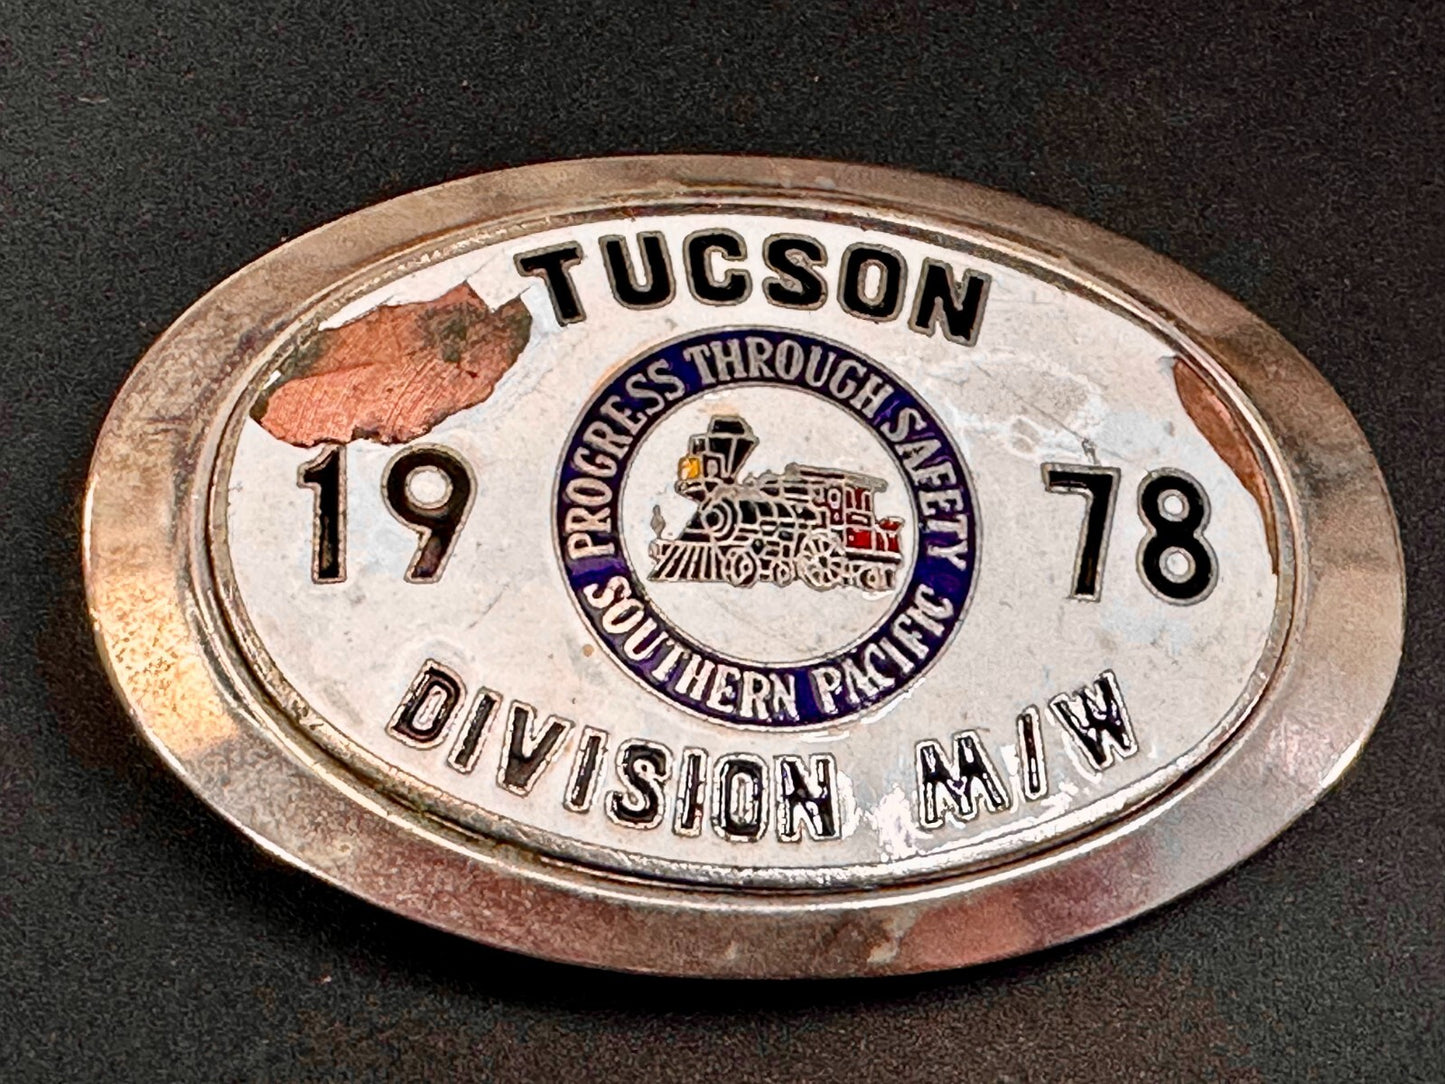 TUCSON
PROGRESS THROUGH SAFETY
19 78
SOUTHERN PACIFIC
DIVISION M/W